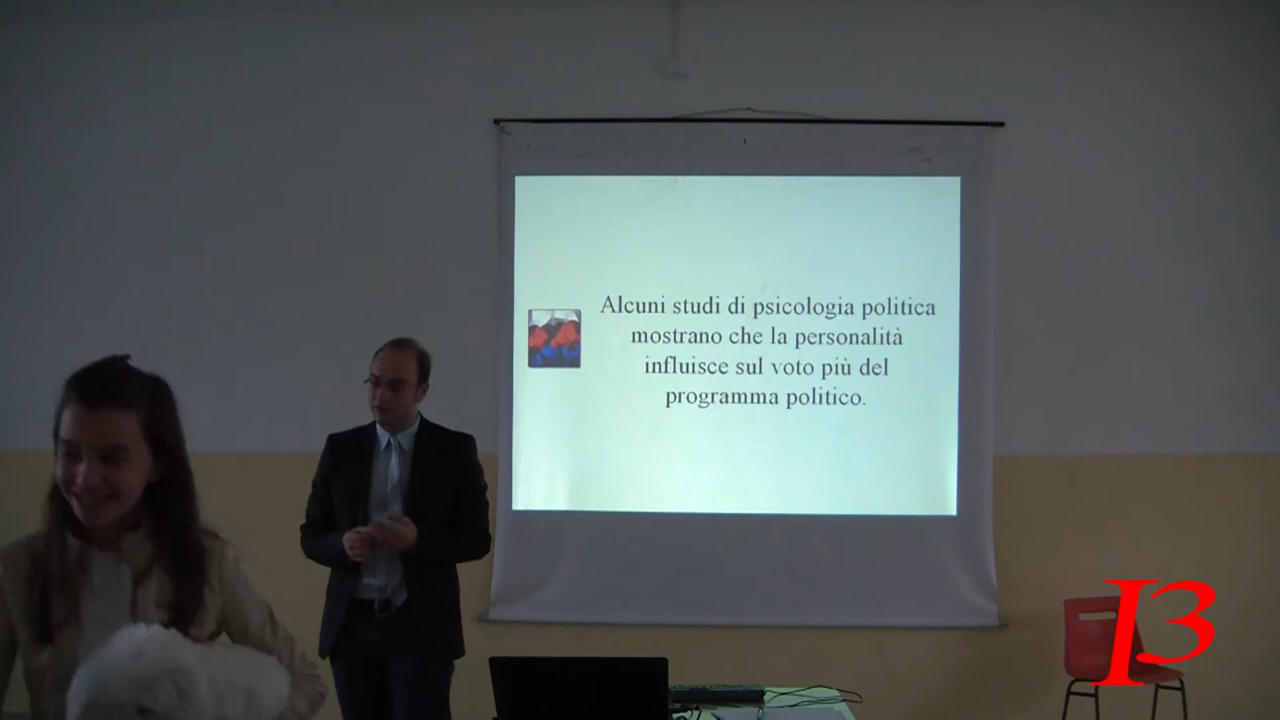 Alcuni studi di psicologia politica
mostrano che la personalità
influisce sul voto più del
programma politico.
I3